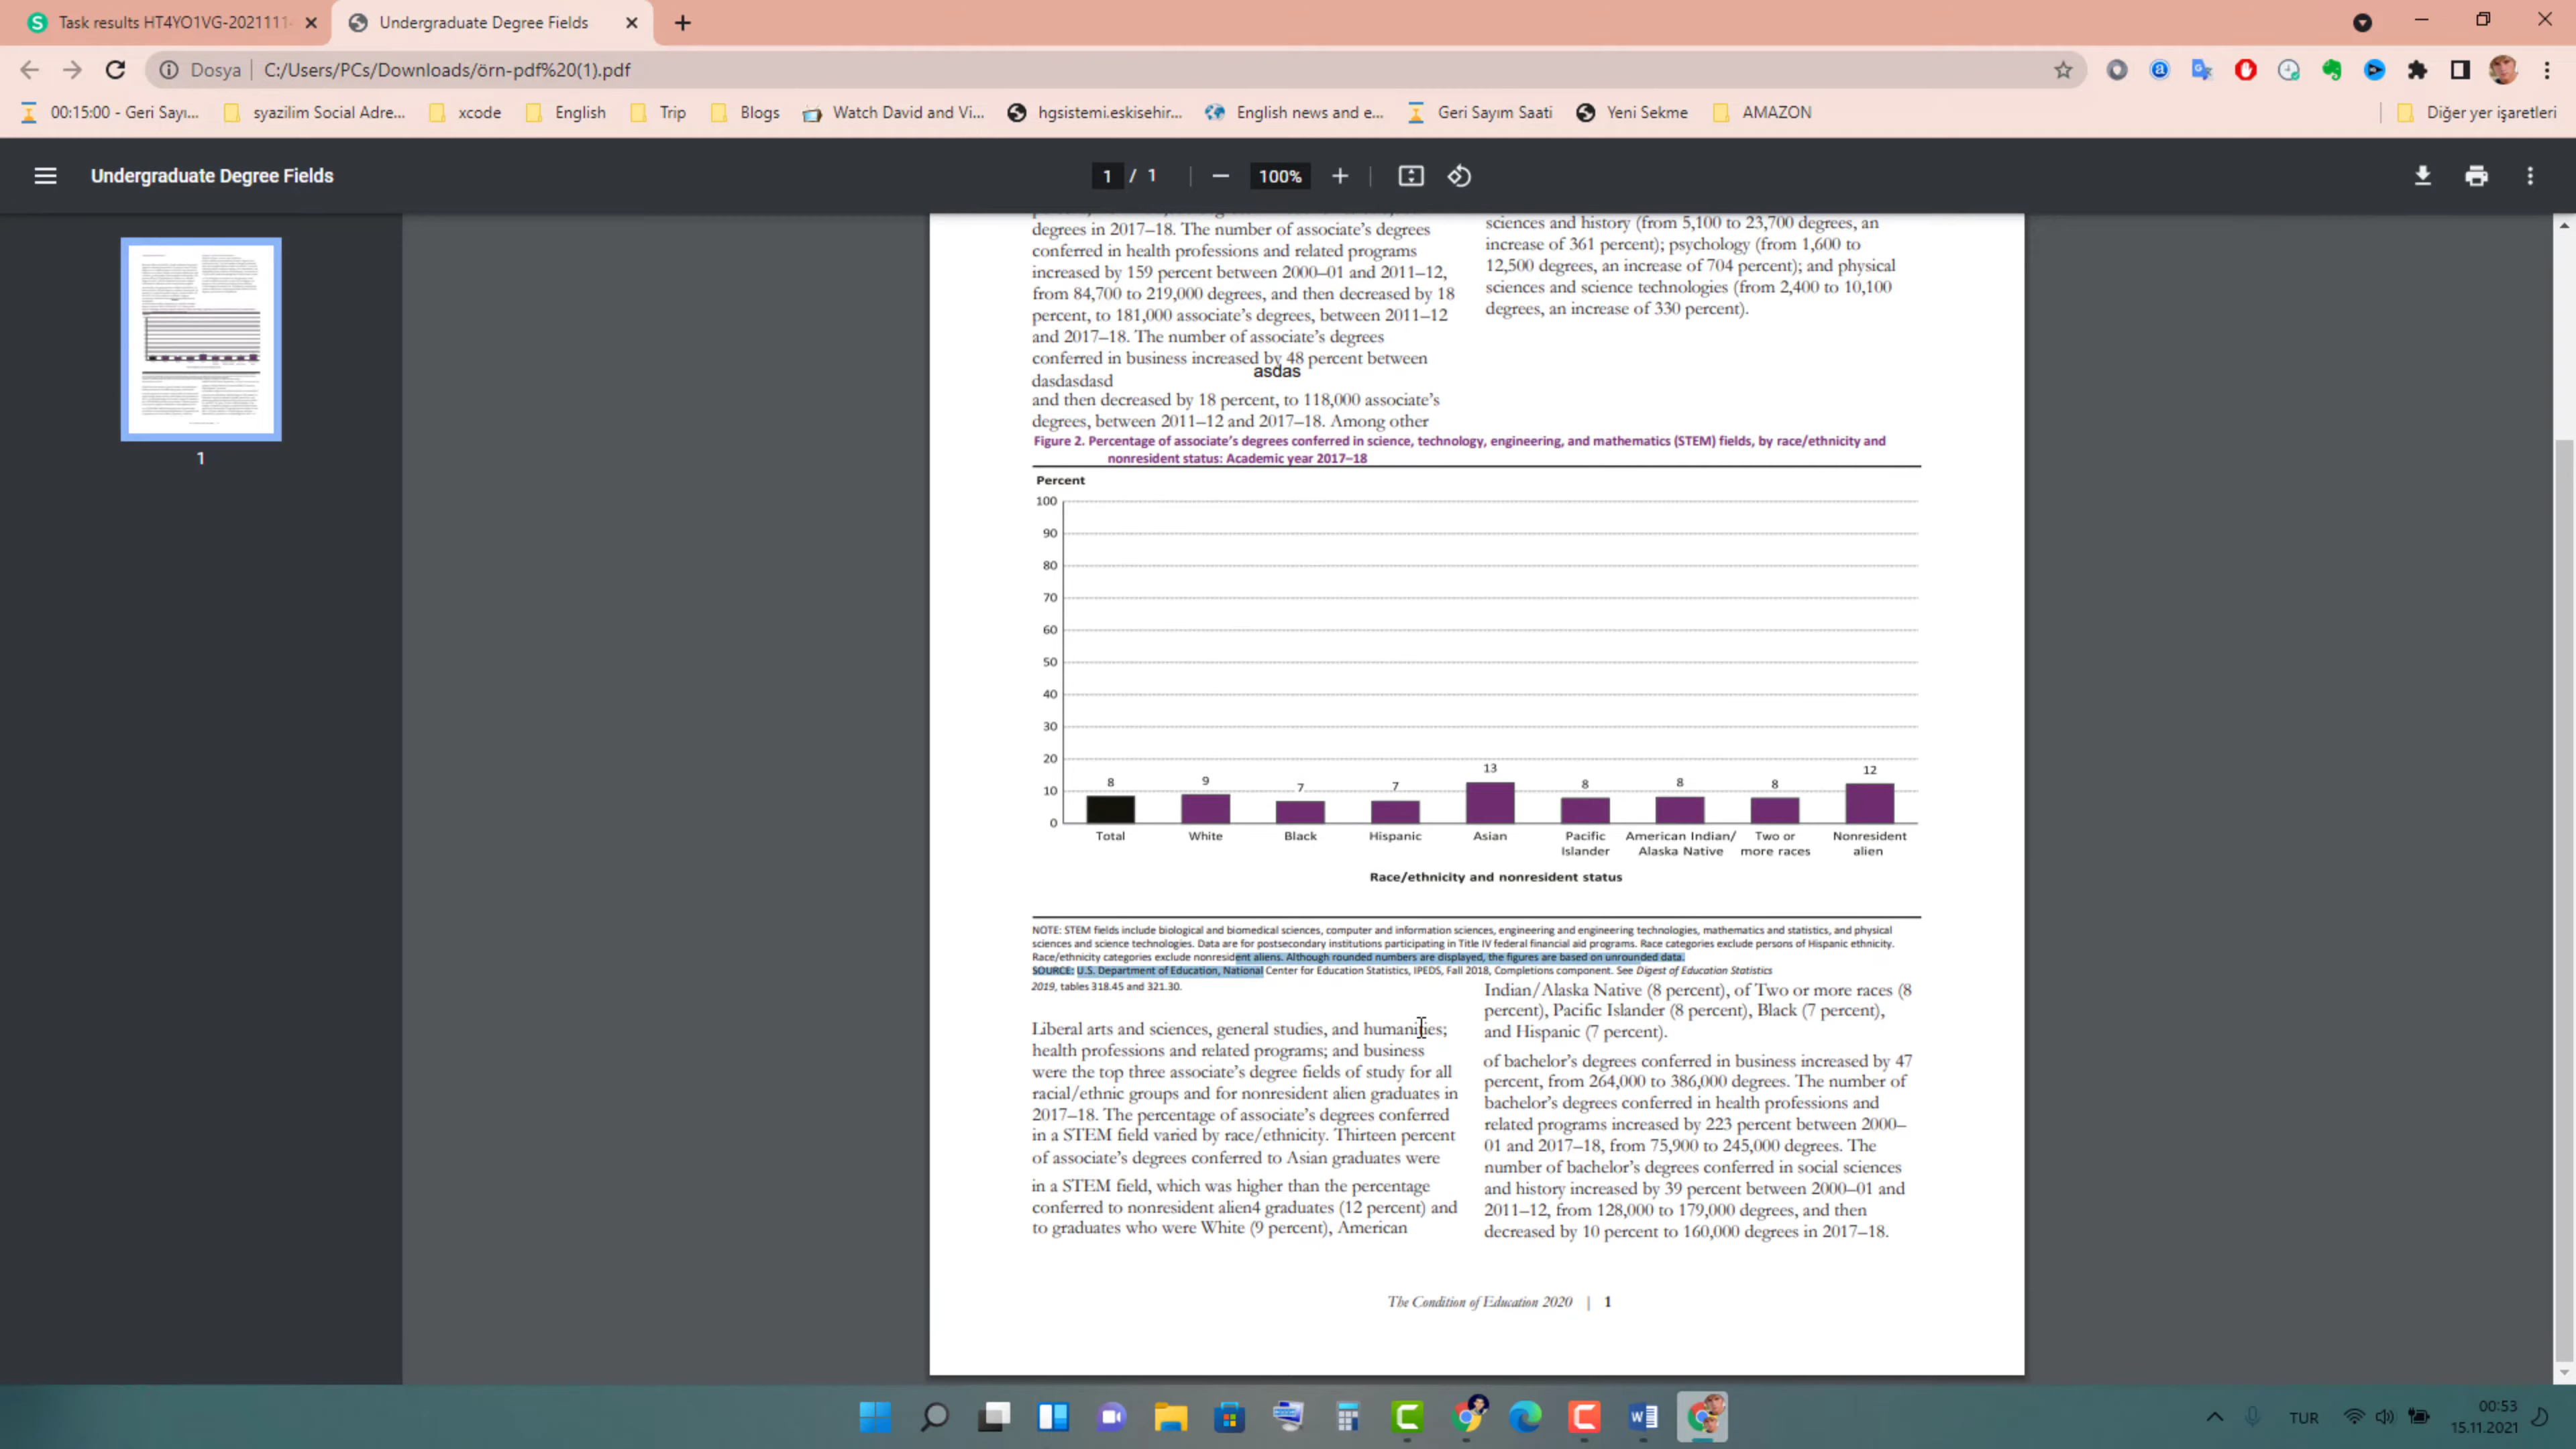 Task results HT4YO1VG-2021111
Undergraduate Degree Fields
Dosya
C:/Users/PCs/Downloads/örn-pdf%20(1).pdf
00:15:00 - Geri Sayı...
syazilim Social Adre...
xcode
English
Trip
Blogs
Watch David and Vi...
hgsistemi.eskisehir...
English news and e...
Geri Sayım Saati
Yeni Sekme
AMAZON
Diğer yer işaretleri
Undergraduate Degree Fields
1 / 1
100%
1
degrees in 2017–18. The number of associate’s degrees
conferred in health professions and related programs
increased by 159 percent between 2000–01 and 2011–12,
from 84,700 to 219,000 degrees, and then decreased by 18
percent, to 181,000 associate’s degrees, between 2011–12
and 2017–18. The number of associate’s degrees
conferred in business increased by 48 percent between
asdas
dasdasdasd
and then decreased by 18 percent, to 118,000 associate’s
degrees, between 2011–12 and 2017–18. Among other
sciences and history (from 5,100 to 23,700 degrees, an
increase of 361 percent); psychology (from 1,600 to
12,500 degrees, an increase of 704 percent); and physical
sciences and science technologies (from 2,400 to 10,100
degrees, an increase of 330 percent).
Figure 2. Percentage of associate’s degrees conferred in science, technology, engineering, and mathematics (STEM) fields, by race/ethnicity and
nonresident status: Academic year 2017–18
Percent
100
90
80
70
60
50
40
30
20
10
0
8
9
7
7
13
8
8
8
12
Total
White
Black
Hispanic
Asian
Pacific
Islander
American Indian/
Alaska Native
Two or
more races
Nonresident
alien
Race/ethnicity and nonresident status
NOTE: STEM fields include biological and biomedical sciences, computer and information sciences, engineering and engineering technologies, mathematics and statistics, and physical
sciences and science technologies. Data are for postsecondary institutions participating in Title IV federal financial aid programs. Race categories exclude persons of Hispanic ethnicity.
Race/ethnicity categories exclude nonresident aliens. Although rounded numbers are displayed, the figures are based on unrounded data.
SOURCE: U.S. Department of Education, National Center for Education Statistics, IPEDS, Fall 2018, Completions component. See Digest of Education Statistics
2019, tables 318.45 and 321.30.
Liberal arts and sciences, general studies, and humanities;
health professions and related programs; and business
were the top three associate’s degree fields of study for all
racial/ethnic groups and for nonresident alien graduates in
2017–18. The percentage of associate’s degrees conferred
in a STEM field varied by race/ethnicity. Thirteen percent
of associate’s degrees conferred to Asian graduates were
in a STEM field, which was higher than the percentage
conferred to nonresident alien4 graduates (12 percent) and
to graduates who were White (9 percent), American
Indian/Alaska Native (8 percent), of Two or more races (8
percent), Pacific Islander (8 percent), Black (7 percent),
and Hispanic (7 percent).
of bachelor’s degrees conferred in business increased by 47
percent, from 264,000 to 386,000 degrees. The number of
bachelor’s degrees conferred in health professions and
related programs increased by 223 percent between 2000–
01 and 2017–18, from 75,900 to 245,000 degrees. The
number of bachelor’s degrees conferred in social sciences
and history increased by 39 percent between 2000–01 and
2011–12, from 128,000 to 179,000 degrees, and then
decreased by 10 percent to 160,000 degrees in 2017–18.
The Condition of Education 2020 | 1
TUR
00:53
15.11.2021